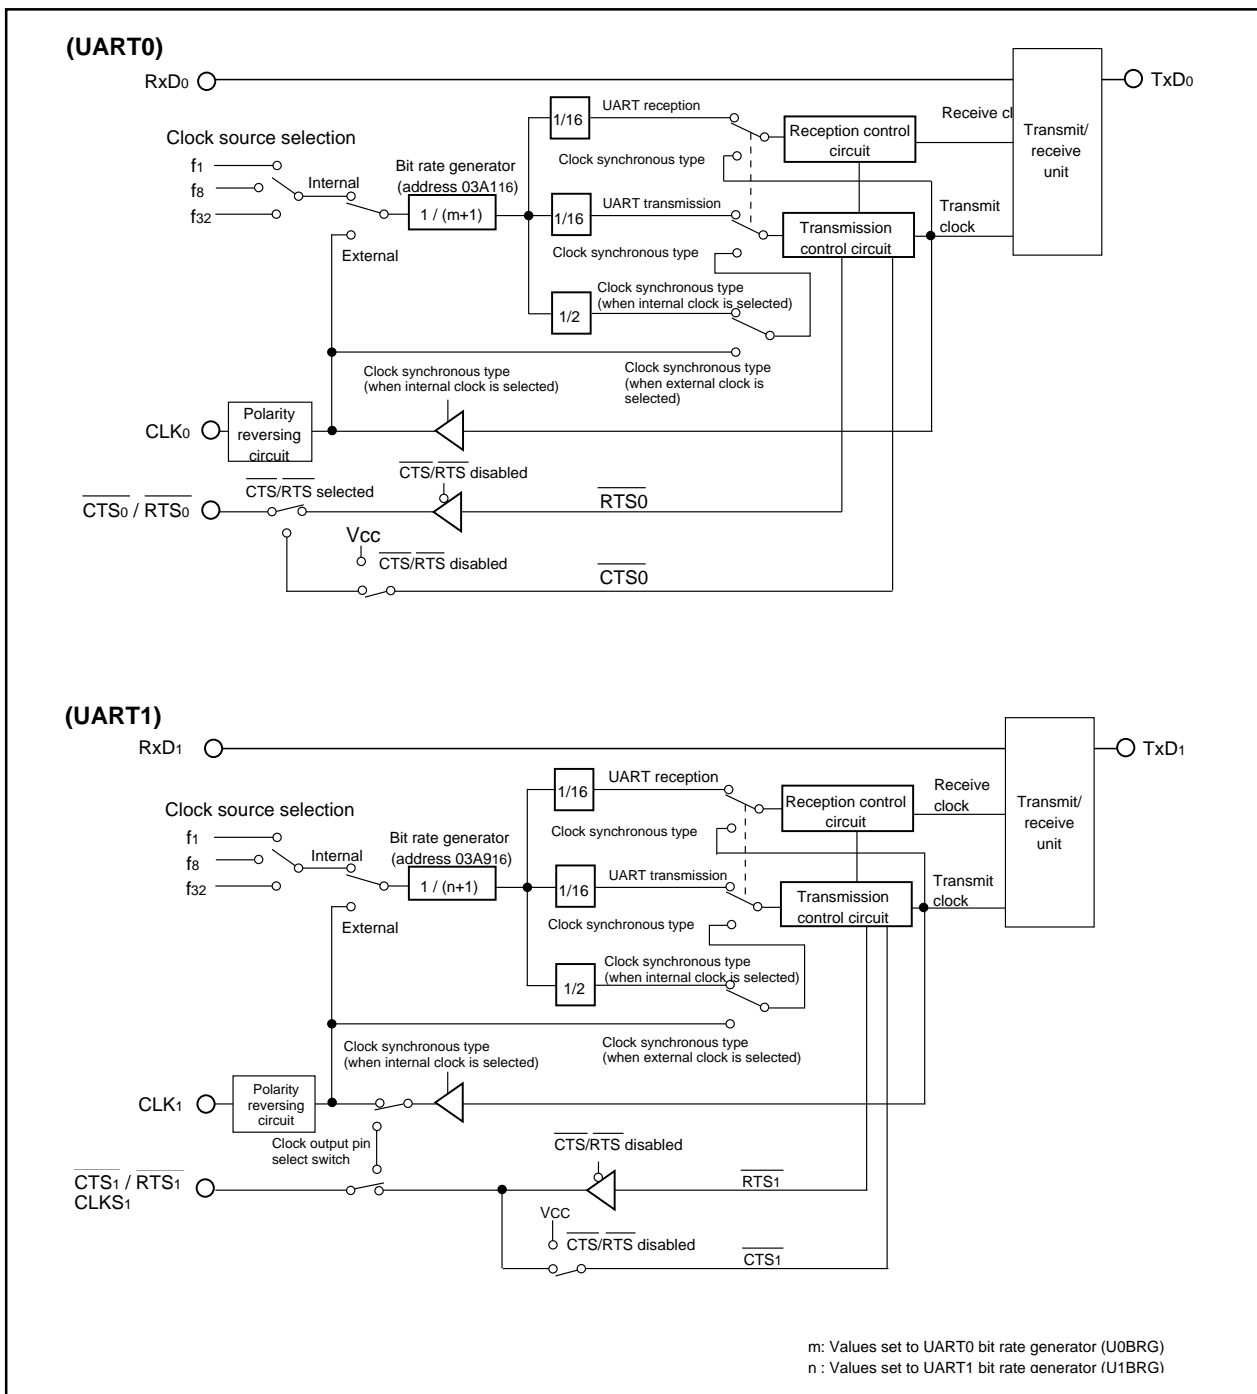 (UART0)
RxD0
TxD0
1/16
UART reception
Reception control
circuit
Receive cl
Transmit/
receive
unit
Clock source selection
f1
f8
f32
Internal
External
Bit rate generator
(address 03A116)
1 / (m+1)
Clock synchronous type
1/16
UART transmission
Transmission
control circuit
Transmit
clock
Clock synchronous type
1/2
Clock synchronous type
(when internal clock is selected)
Clock synchronous type
(when internal clock is selected)
Clock synchronous type
(when external clock is
selected)
CLK0
Polarity
reversing
circuit
CTS/RTS disabled
CTS0 / RTS0
CTS/RTS selected
RTS0
Vcc
CTS/RTS disabled
CTS0
(UART1)
RxD1
TxD1
1/16
UART reception
Reception control
circuit
Receive
clock
Transmit/
receive
unit
Clock source selection
f1
f8
f32
Internal
External
Bit rate generator
(address 03A916)
1 / (n+1)
Clock synchronous type
1/16
UART transmission
Transmission
control circuit
Transmit
clock
Clock synchronous type
1/2
Clock synchronous type
(when internal clock is selected)
Clock synchronous type
(when internal clock is selected)
Clock synchronous type
(when external clock is selected)
CLK1
Polarity
reversing
circuit
Clock output pin
select switch
CTS/RTS disabled
CTS1 / RTS1
CLKS1
RTS1
VCC
CTS/RTS disabled
CTS1
m: Values set to UART0 bit rate generator (U0BRG)
n : Values set to UART1 bit rate generator (U1BRG)